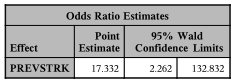 Odds Ratio Estimates
Effect Point Estimate 95% Wald Confidence Limits
PREVSTRK 17.332 2.262 132.832